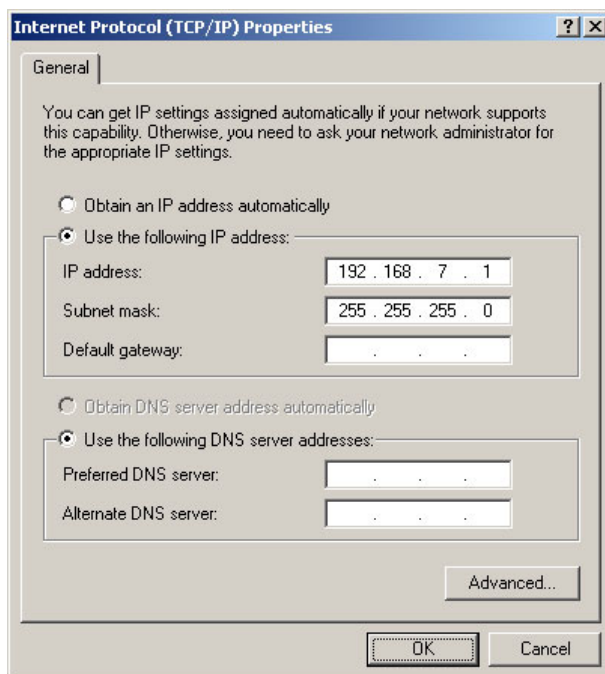 Internet Protocol (TCP/IP) Properties
General
You can get IP settings assigned automatically if your network supports
this capability. Otherwise, you need to ask your network administrator for
the appropriate IP settings.
Obtain an IP address automatically
Use the following IP address:
IP address: 192 . 168 . 7 . 1
Subnet mask: 255 . 255 . 255 . 0
Default gateway: . . .
Obtain DNS server address automatically
Use the following DNS server addresses:
Preferred DNS server: . . .
Alternate DNS server: . . .
Advanced...
OK Cancel